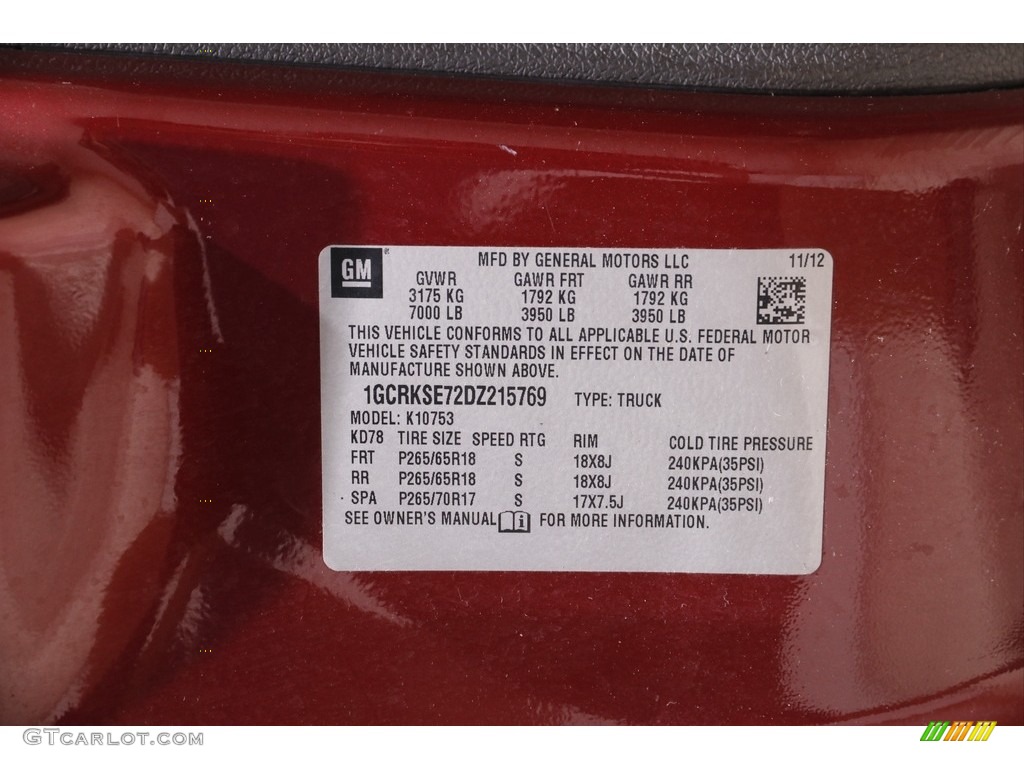 GM
MFD BY GENERAL MOTORS LLC 11/12
GVWR GAWR FRT GAWR RR
3175 KG 1792 KG 1792 KG
7000 LB 3950 LB 3950 LB
THIS VEHICLE CONFORMS TO ALL APPLICABLE U.S. FEDERAL MOTOR
VEHICLE SAFETY STANDARDS IN EFFECT ON THE DATE OF
MANUFACTURE SHOWN ABOVE.
1GCRKSE72DZ215769 TYPE: TRUCK
MODEL: K10753
KD78 TIRE SIZE SPEED RTG RIM COLD TIRE PRESSURE
FRT P265/65R18 S 18X8J 240KPA(35PSI)
RR P265/65R18 S 18X8J 240KPA(35PSI)
SPA P265/70R17 S 17X7.5J 240KPA(35PSI)
SEE OWNER'S MANUAL i FOR MORE INFORMATION.
GTCARLOT.COM